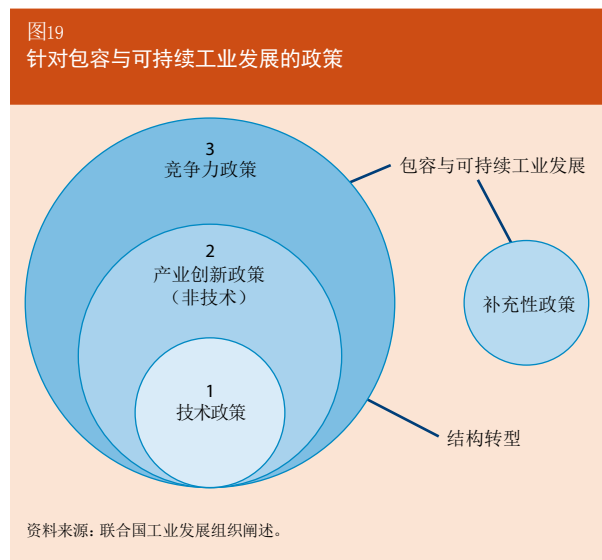 图19
针对包容与可持续工业发展的政策
3
竞争力政策
包容与可持续工业发展
2
产业创新政策
（非技术）
补充性政策
1
技术政策
结构转型
资料来源：联合国工业发展组织阐述。